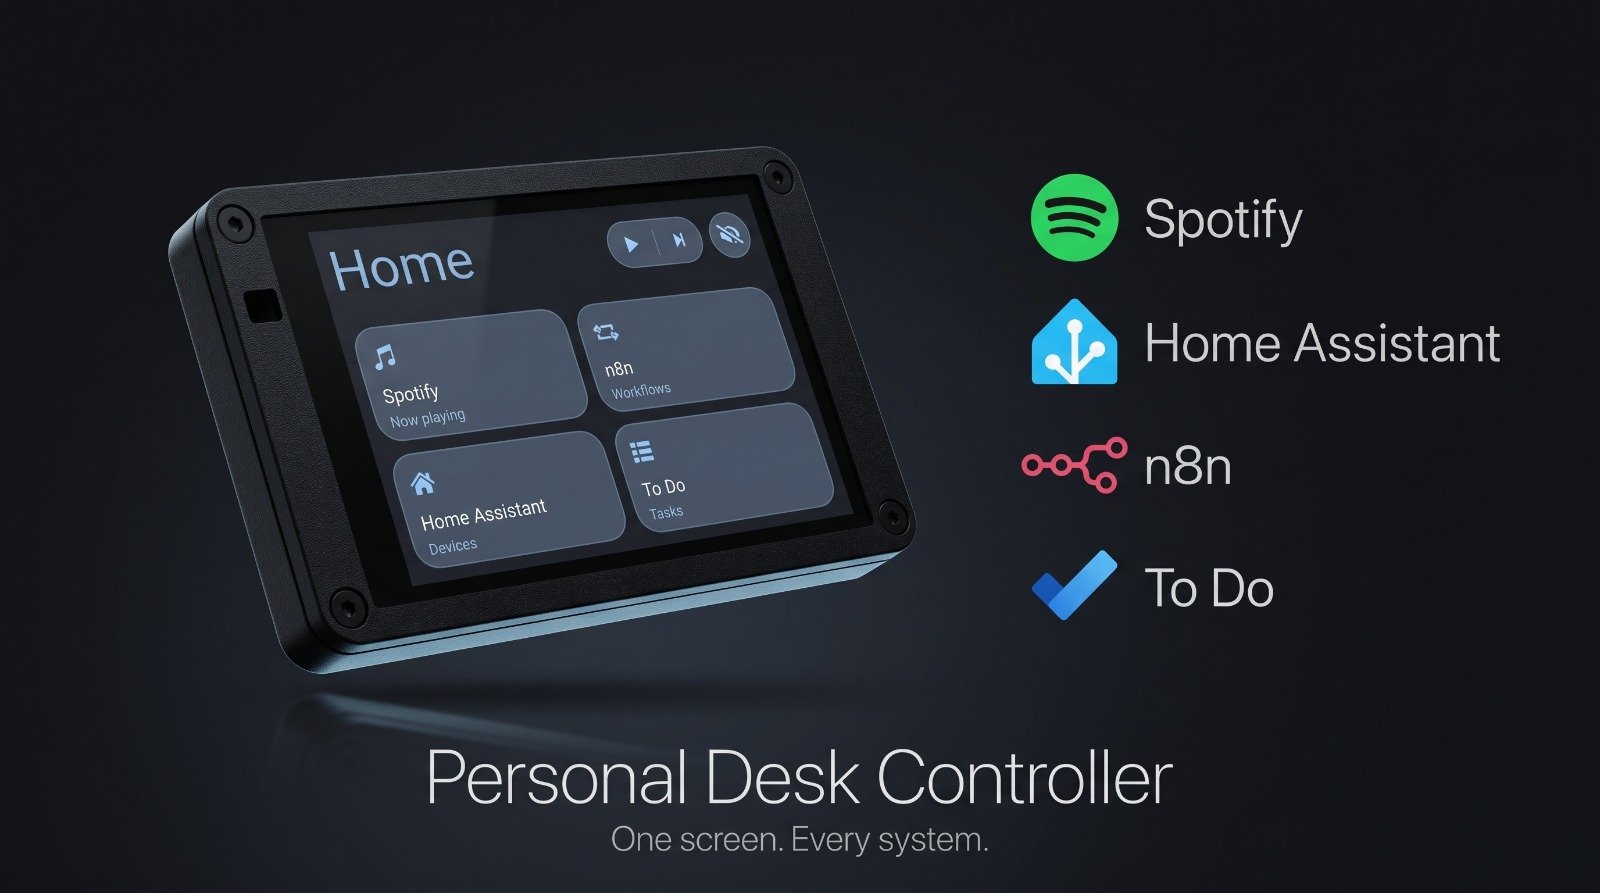 Home
Spotify
Now playing
n8n
Workflows
Home Assistant
Devices
To Do
Tasks
Spotify
Home Assistant
n8n
To Do
Personal Desk Controller
One screen. Every system.